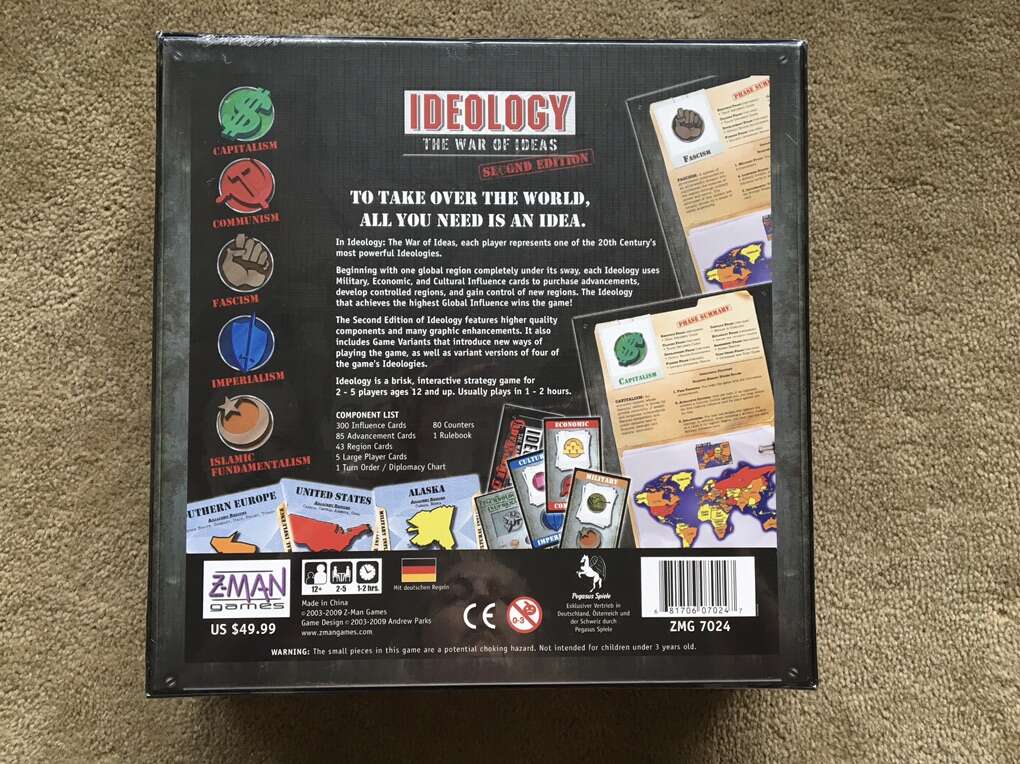 CAPITALISM
COMMUNISM
FASCISM
IMPERIALISM
ISLAMIC
FUNDAMENTALISM
IDEOLOGY
THE WAR OF IDEAS
SECOND EDITION
TO TAKE OVER THE WORLD,
ALL YOU NEED IS AN IDEA.
In Ideology: The War of Ideas, each player represents one of the 20th Century's
most powerful Ideologies.
Beginning with one global region completely under its sway, each Ideology uses
Military, Economic, and Cultural Influence cards to purchase advancements,
develop controlled regions, and gain control of new regions. The Ideology
that achieves the highest Global Influence wins the game!
The Second Edition of Ideology features higher quality
components and many graphic enhancements. It also
includes Game Variants that introduce new ways of
playing the game, as well as variant versions of four of
the game's Ideologies.
Ideology is a brisk, interactive strategy game for
2 - 5 players ages 12 and up. Usually plays in 1 - 2 hours.
COMPONENT LIST
300 Influence Cards
85 Advancement Cards
43 Region Cards
5 Large Player Cards
1 Turn Order / Diplomacy Chart
80 Counters
1 Rulebook
PHASE SUMM
FASCISM
FASCISM:
PHASE SUMMARY
CAPITALISM
CAPITALISM:
ECONOMIC
MILITARY
UTHERN EUROPE
UNITED STATES
ALASKA
Z-MAN
games
US $49.99
12+
2-5
1-2 hrs.
Mit deutschen Regeln
Made in China
©2003-2009 Z-Man Games
Game Design ©2003-2009 Andrew Parks
www.zmangames.com
CE
0-3
Pegasus Spiele
Exklusiver Vertrieb in
Deutschland, Österreich und
der Schweiz durch
Pegasus Spiele
6 81706 07024 7
ZMG 7024
WARNING: The small pieces in this game are a potential choking hazard. Not intended for children under 3 years old.